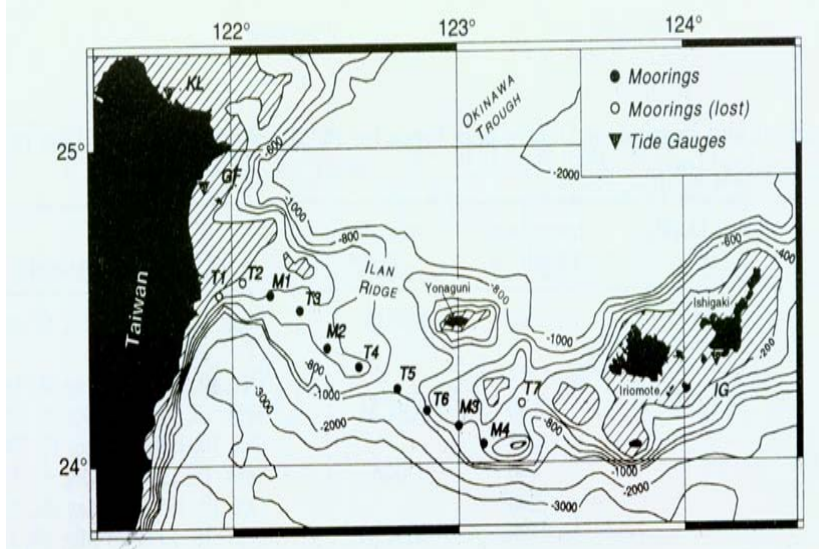 122°
123°
124°
Moorings
Moorings (lost)
Tide Gauges
KL
OKINAWA
TROUGH
25°
-600
-2000
GF
-1000
-800
-600
-400
ILAN
RIDGE
Yonaguni
-800
Ishigaki
T1
T2
M1
T3
Taiwan
M2
T4
-1000
-200
-800
-1000
T5
T6
M3
T7
M4
-800
Iriomote
IG
-3000
-2000
24°
-1000
-2000
-3000